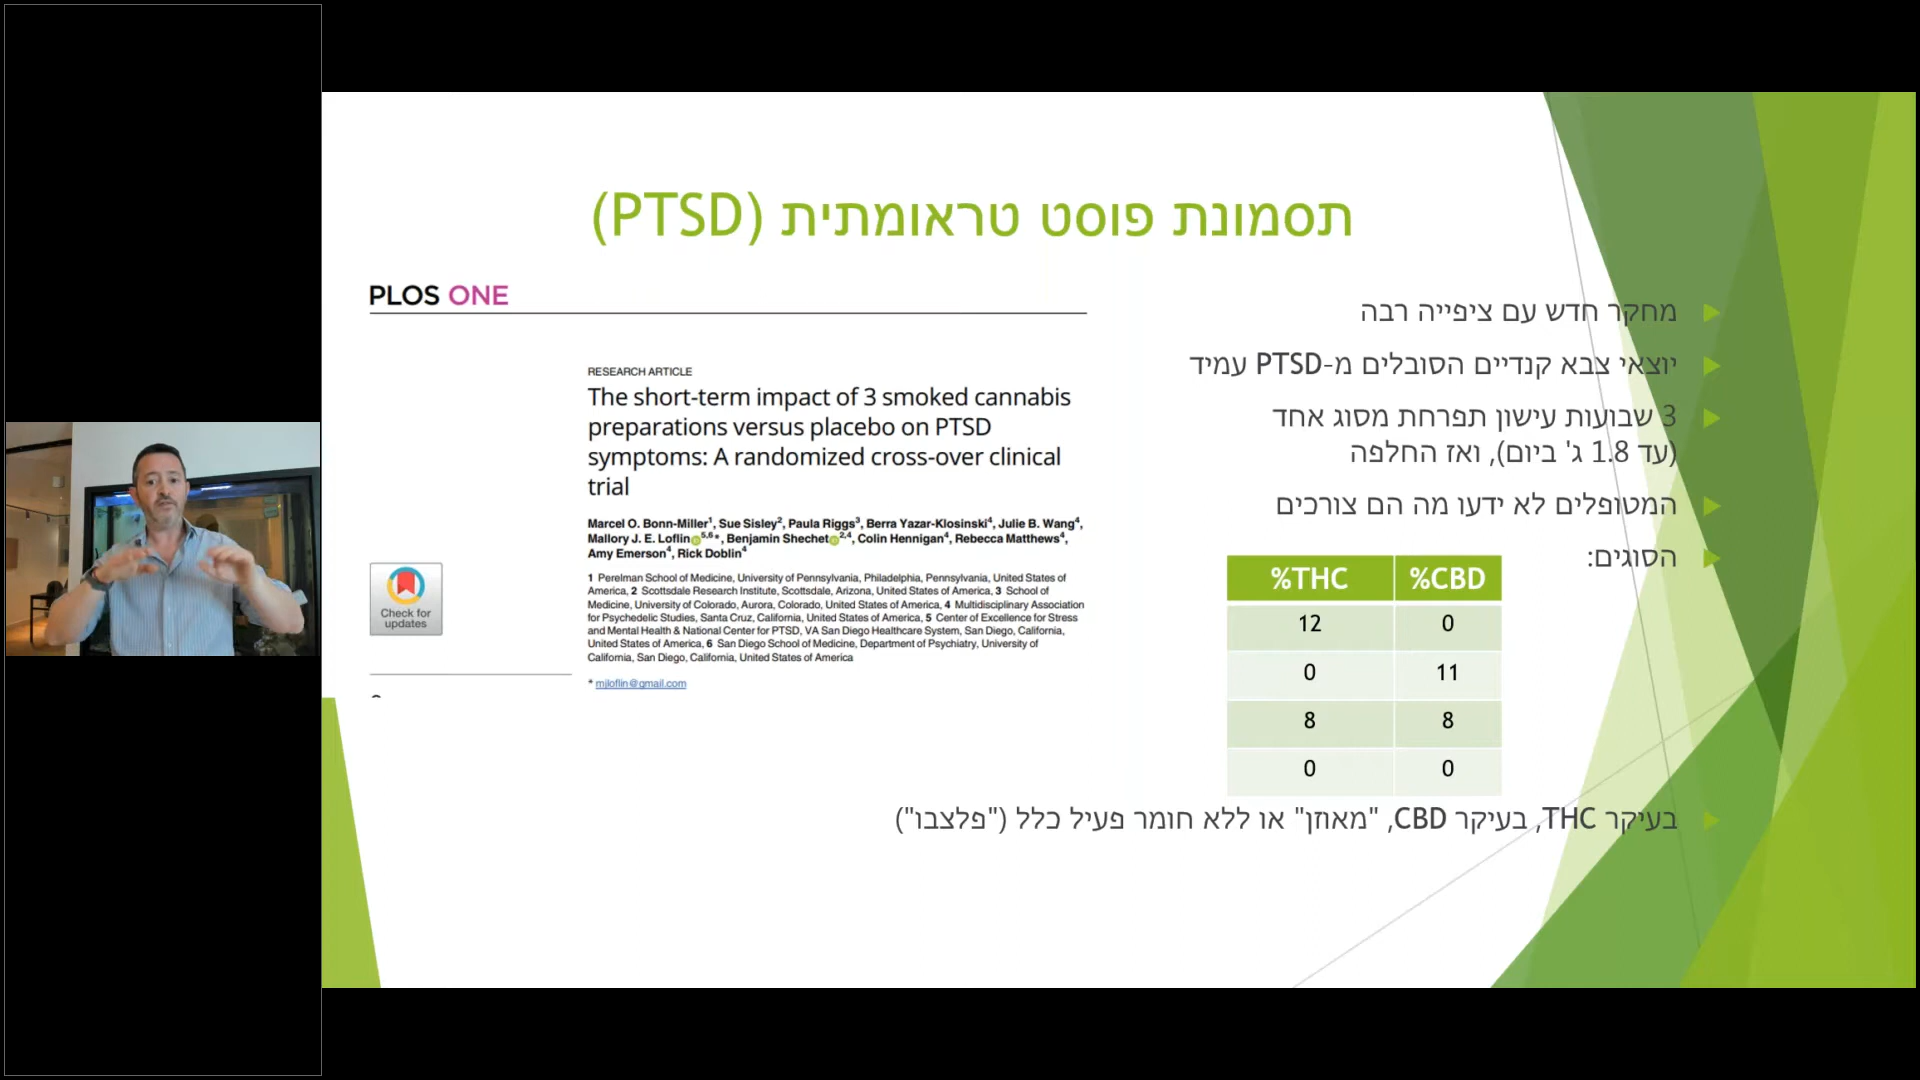 תסמונת פוסט טראומתית (PTSD)
PLOS ONE
RESEARCH ARTICLE
The short-term impact of 3 smoked cannabis
preparations versus placebo on PTSD
symptoms: A randomized cross-over clinical
trial
Marcel O. Bonn-Miller1, Sue Sisley2, Paula Riggs3, Berra Yazar-Klosinski4, Julie B. Wang4,
Mallory J. E. Loflin5,6*, Benjamin Shechet2,4, Colin Hennigan4, Rebecca Matthews4,
Amy Emerson4, Rick Doblin4
1 Perelman School of Medicine, University of Pennsylvania, Philadelphia, Pennsylvania, United States of
America, 2 Scottsdale Research Institute, Scottsdale, Arizona, United States of America, 3 School of
Medicine, University of Colorado, Aurora, Colorado, United States of America, 4 Multidisciplinary Association
for Psychedelic Studies, Santa Cruz, California, United States of America, 5 Center of Excellence for Stress
and Mental Health & National Center for PTSD, VA San Diego Healthcare System, San Diego, California,
United States of America, 6 San Diego School of Medicine, Department of Psychiatry, University of
California, San Diego, California, United States of America
* mjloflin@gmail.com
Check for
updates
מחקר חדש עם ציפייה רבה
יוצאי צבא קנדיים הסובלים מ-PTSD עמיד
3 שבועות עישון תפרחת מסוג אחד
(עד 1.8 ג' ביום), ואז החלפה
המטופלים לא ידעו מה הם צורכים
הסוגים:
%THC %CBD
12 0
0 11
8 8
0 0
בעיקר THC, בעיקר CBD, "מאוזן" או ללא חומר פעיל כלל ("פלצבו")